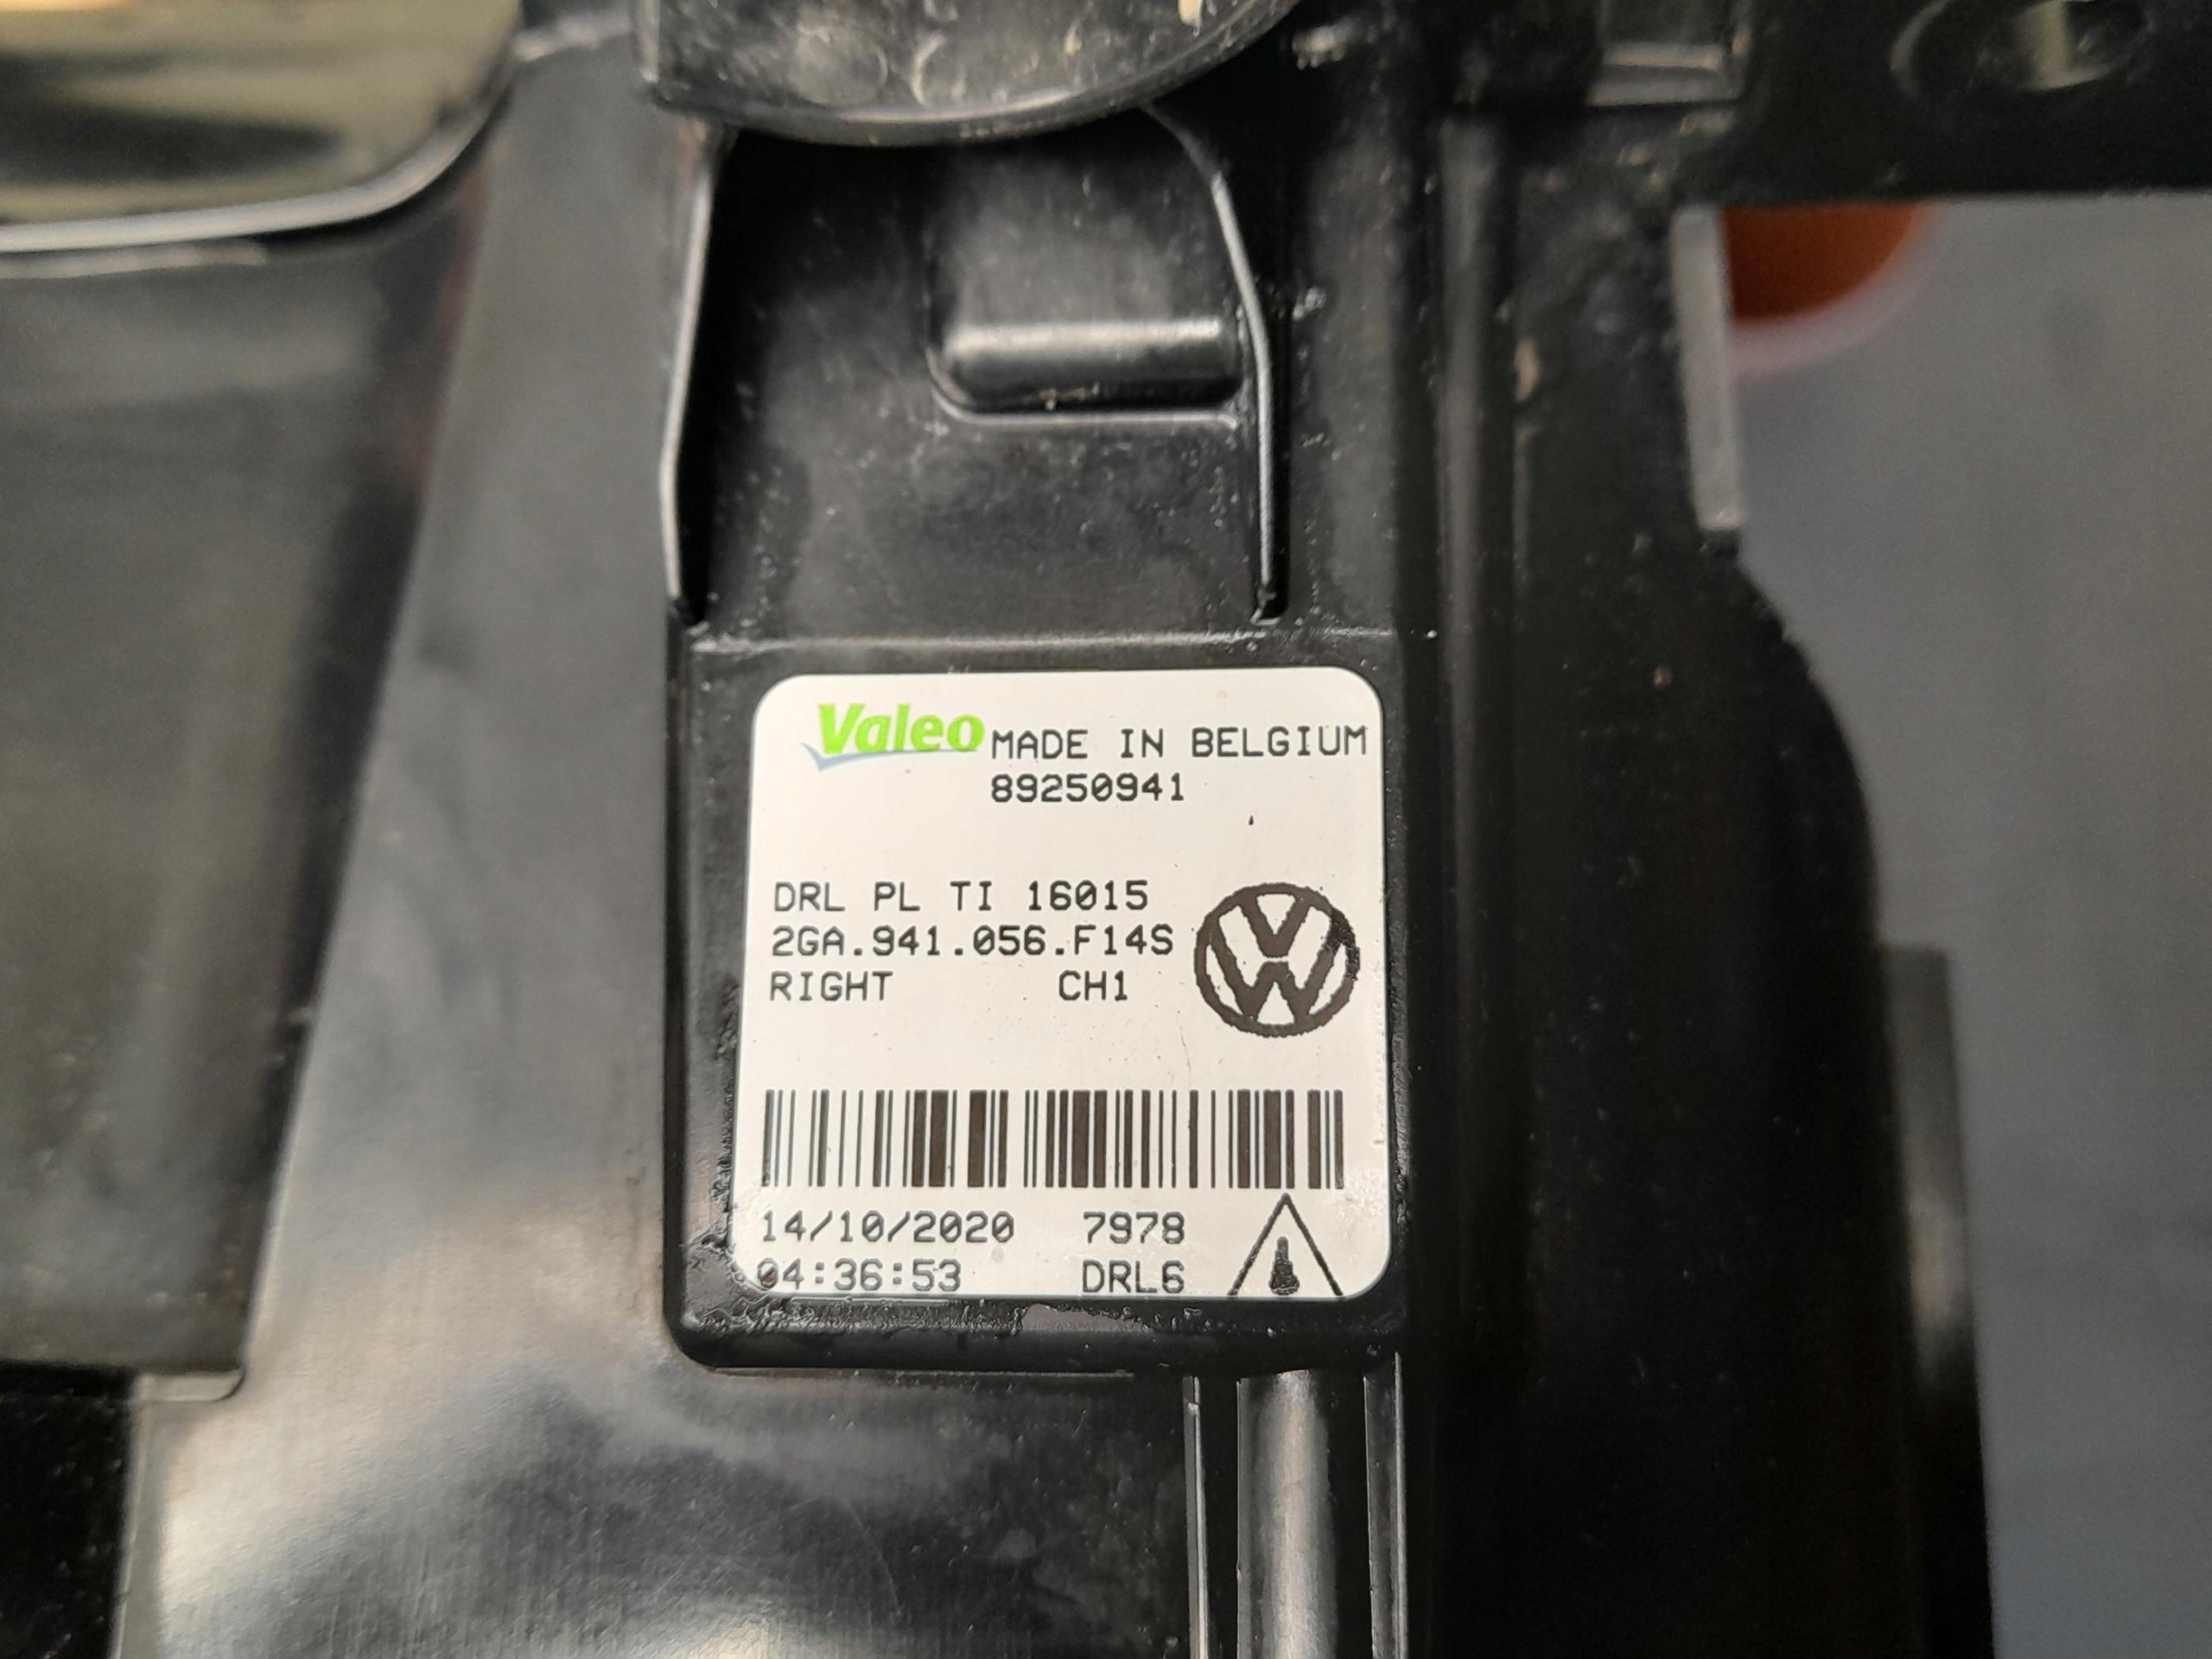 Valeo MADE IN BELGIUM
89250941
DRL PL TI 16015
2GA.941.056.F14S
RIGHT CH1
14/10/2020 7978
04:36:53 DRL6